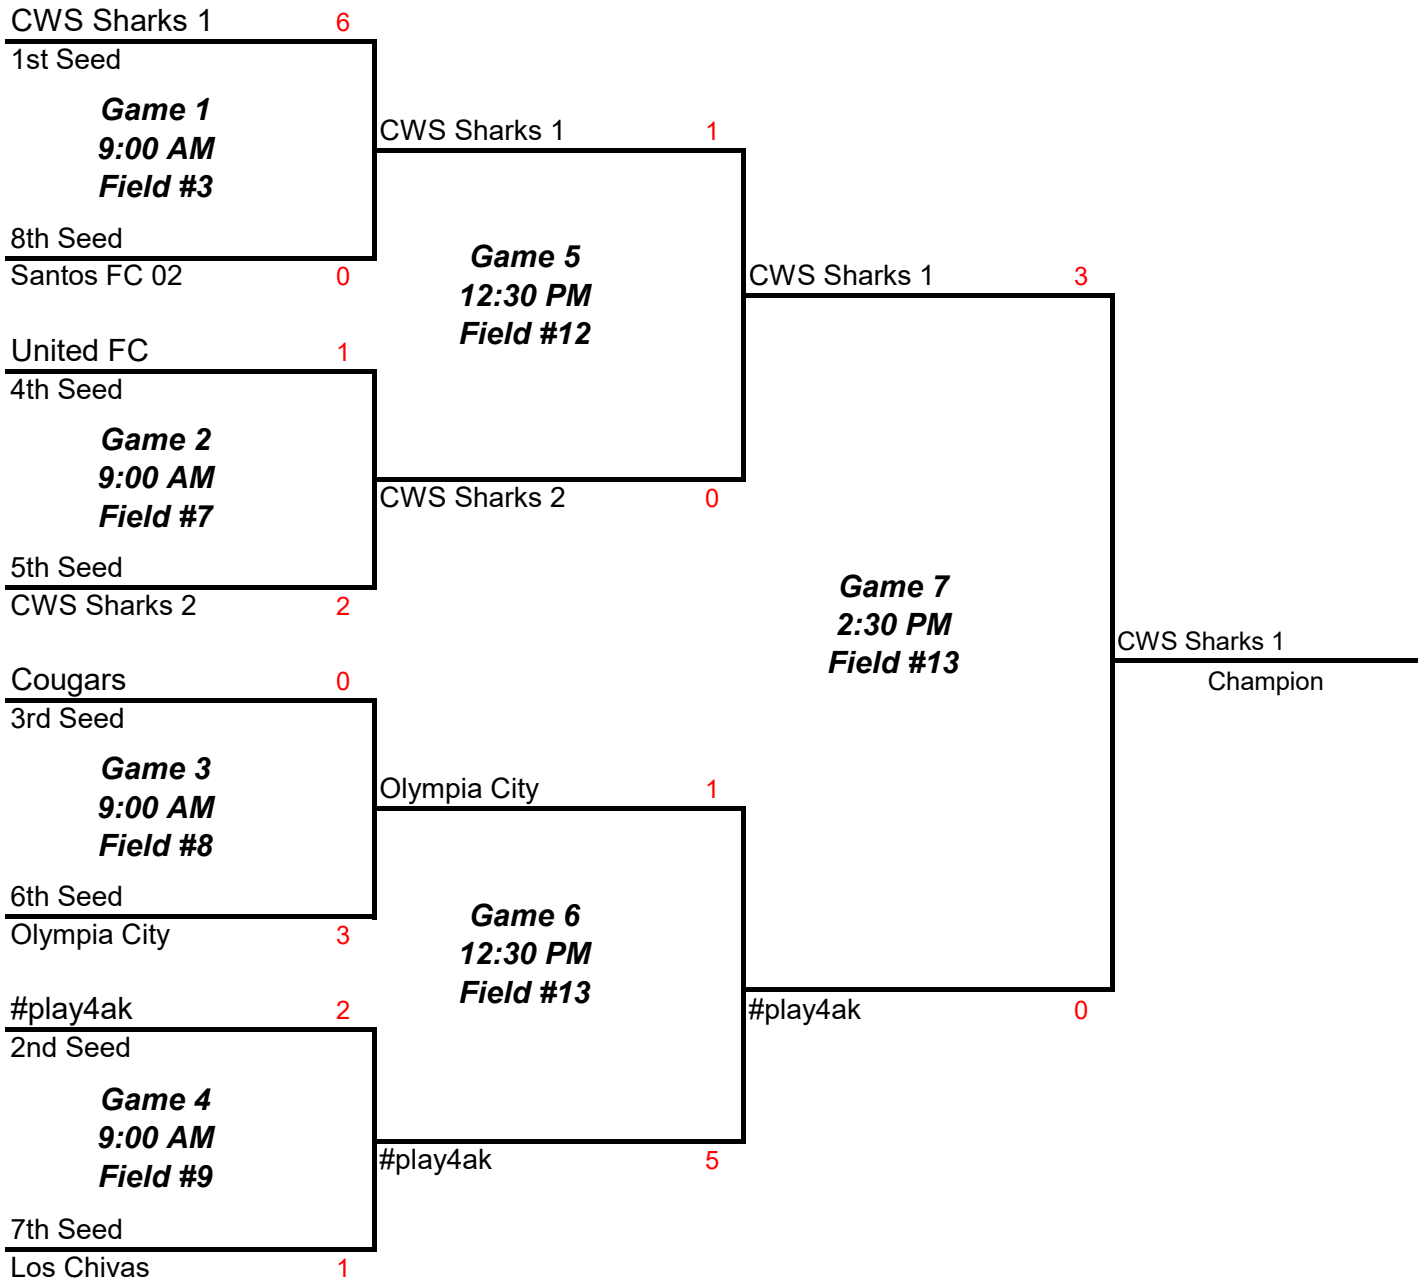 CWS Sharks 1 6
1st Seed
Game 1
9:00 AM
Field #3
8th Seed
Santos FC 02 0
United FC 1
4th Seed
Game 2
9:00 AM
Field #7
5th Seed
CWS Sharks 2 2
Cougars 0
3rd Seed
Game 3
9:00 AM
Field #8
6th Seed
Olympia City 3
#play4ak 2
2nd Seed
Game 4
9:00 AM
Field #9
7th Seed
Los Chivas 1
CWS Sharks 1 1
Game 5
12:30 PM
Field #12
CWS Sharks 2 0
Olympia City 1
Game 6
12:30 PM
Field #13
#play4ak 5
CWS Sharks 1 3
Game 7
2:30 PM
Field #13
#play4ak 0
CWS Sharks 1
Champion